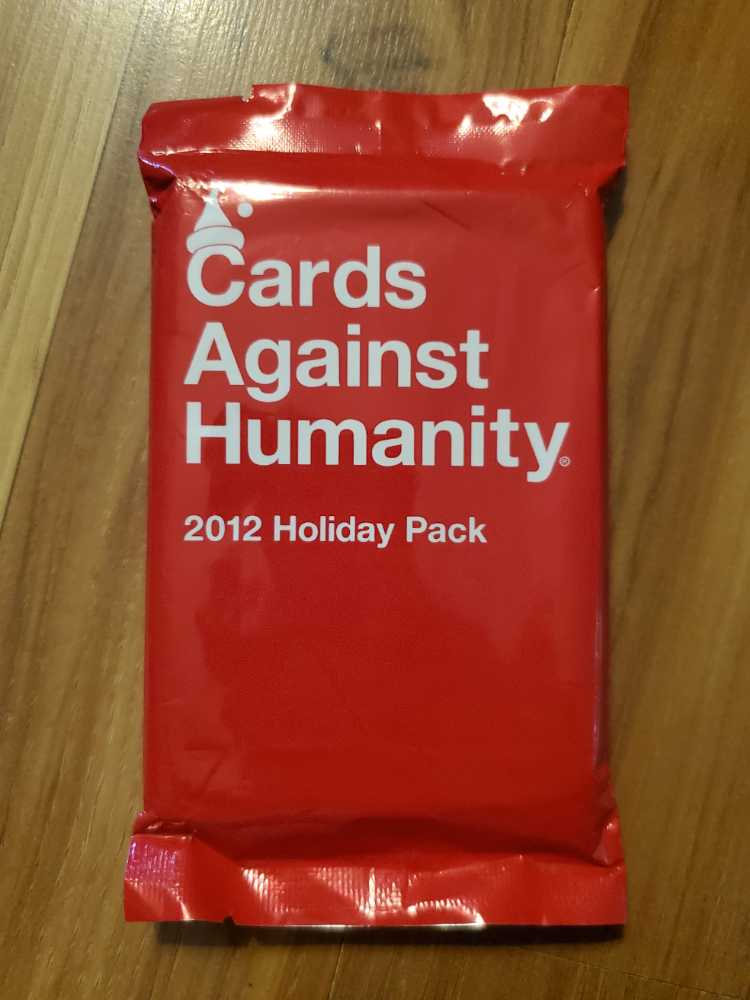 Cards
Against
Humanity®
2012 Holiday Pack